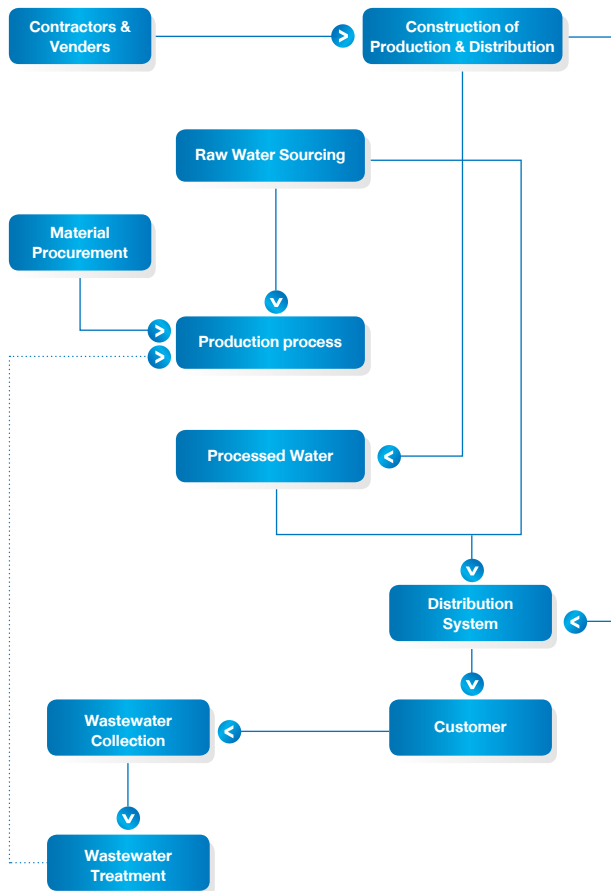 Contractors &
Venders
Construction of
Production & Distribution
Raw Water Sourcing
Material
Procurement
Production process
Processed Water
Distribution
System
Customer
Wastewater
Collection
Wastewater
Treatment